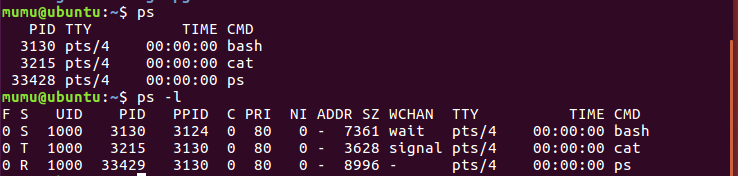 mumu@ubuntu:~$ ps
   PID TTY          TIME CMD
  3130 pts/4    00:00:00 bash
  3215 pts/4    00:00:00 cat
 33428 pts/4    00:00:00 ps
mumu@ubuntu:~$ ps -l
F S   UID    PID   PPID  C PRI  NI ADDR SZ WCHAN  TTY          TIME CMD
0 S  1000   3130   3124  0  80   0 -  7361 wait   pts/4    00:00:00 bash
0 T  1000   3215   3130  0  80   0 -  3628 signal pts/4    00:00:00 cat
0 R  1000  33429   3130  0  80   0 -  8996 -      pts/4    00:00:00 ps